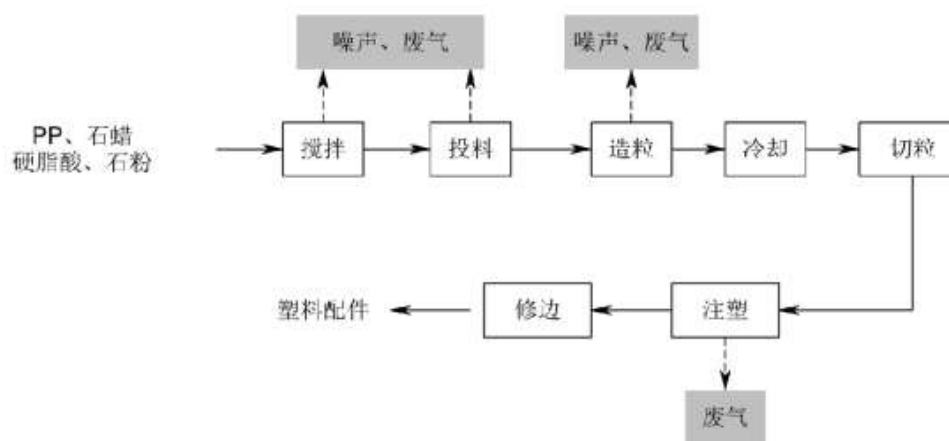 噪声、废气
噪声、废气
PP、石蜡
硬脂酸、石粉
搅拌
投料
造粒
冷却
切粒
塑料配件
修边
注塑
废气